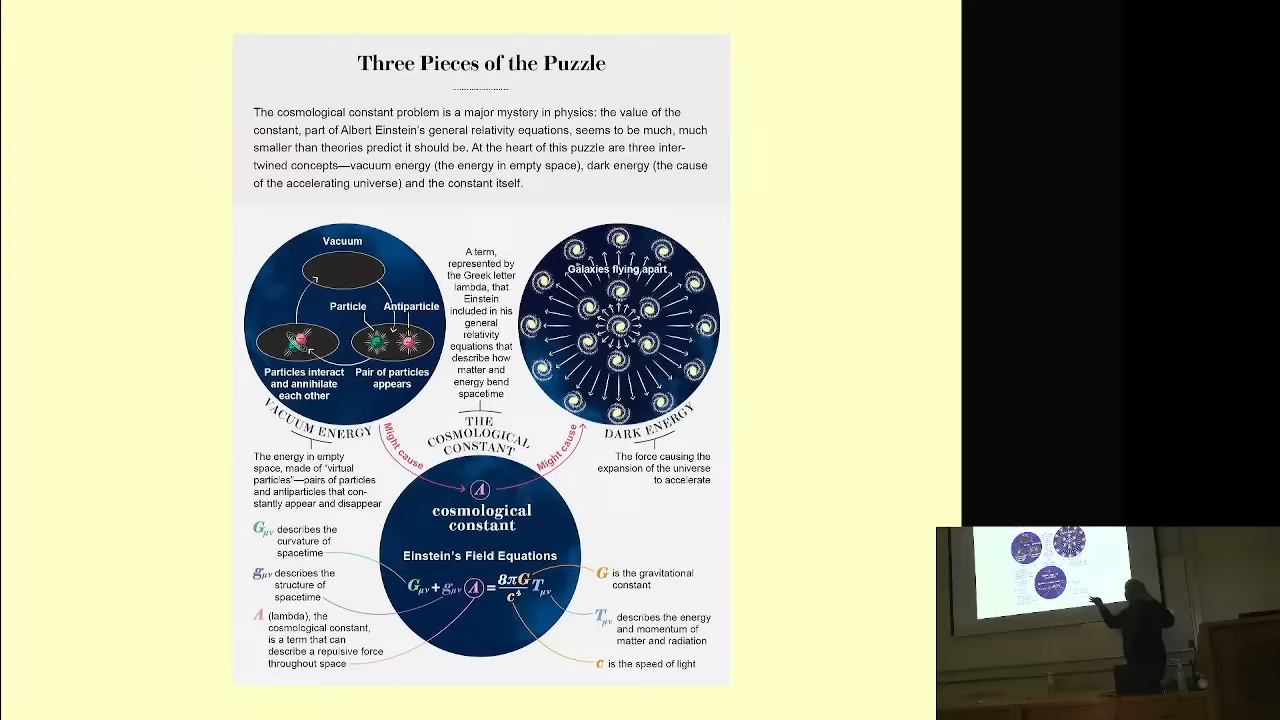 Three Pieces of the Puzzle
The cosmological constant problem is a major mystery in physics: the value of the
constant, part of Albert Einstein's general relativity equations, seems to be much, much
smaller than theories predict it should be. At the heart of this puzzle are three inter-
twined concepts—vacuum energy (the energy in empty space), dark energy (the cause
of the accelerating universe) and the constant itself.
Vacuum
Particle
Antiparticle
Particles interact
and annihilate
each other
Pair of particles
appears
VACUUM ENERGY
The energy in empty
space, made of "virtual
particles"—pairs of particles
and antiparticles that con-
stantly appear and disappear
A term,
represented by
the Greek letter
lambda, that
Einstein
included in his
general
relativity
equations that
describe how
matter and
energy bend
spacetime
THE
COSMOLOGICAL
CONSTANT
Galaxies flying apart
DARK ENERGY
The force causing the
expansion of the universe
to accelerate
Might cause
Might cause
Λ
cosmological
constant
Einstein's Field Equations
Gμν + gμν Λ = 8πG/c⁴ Tμν
Gμν describes the
curvature of
spacetime
gμν describes the
structure of
spacetime
Λ (lambda), the
cosmological constant,
is a term that can
describe a repulsive force
throughout space
G is the gravitational
constant
Tμν describes the energy
and momentum of
matter and radiation
c is the speed of light